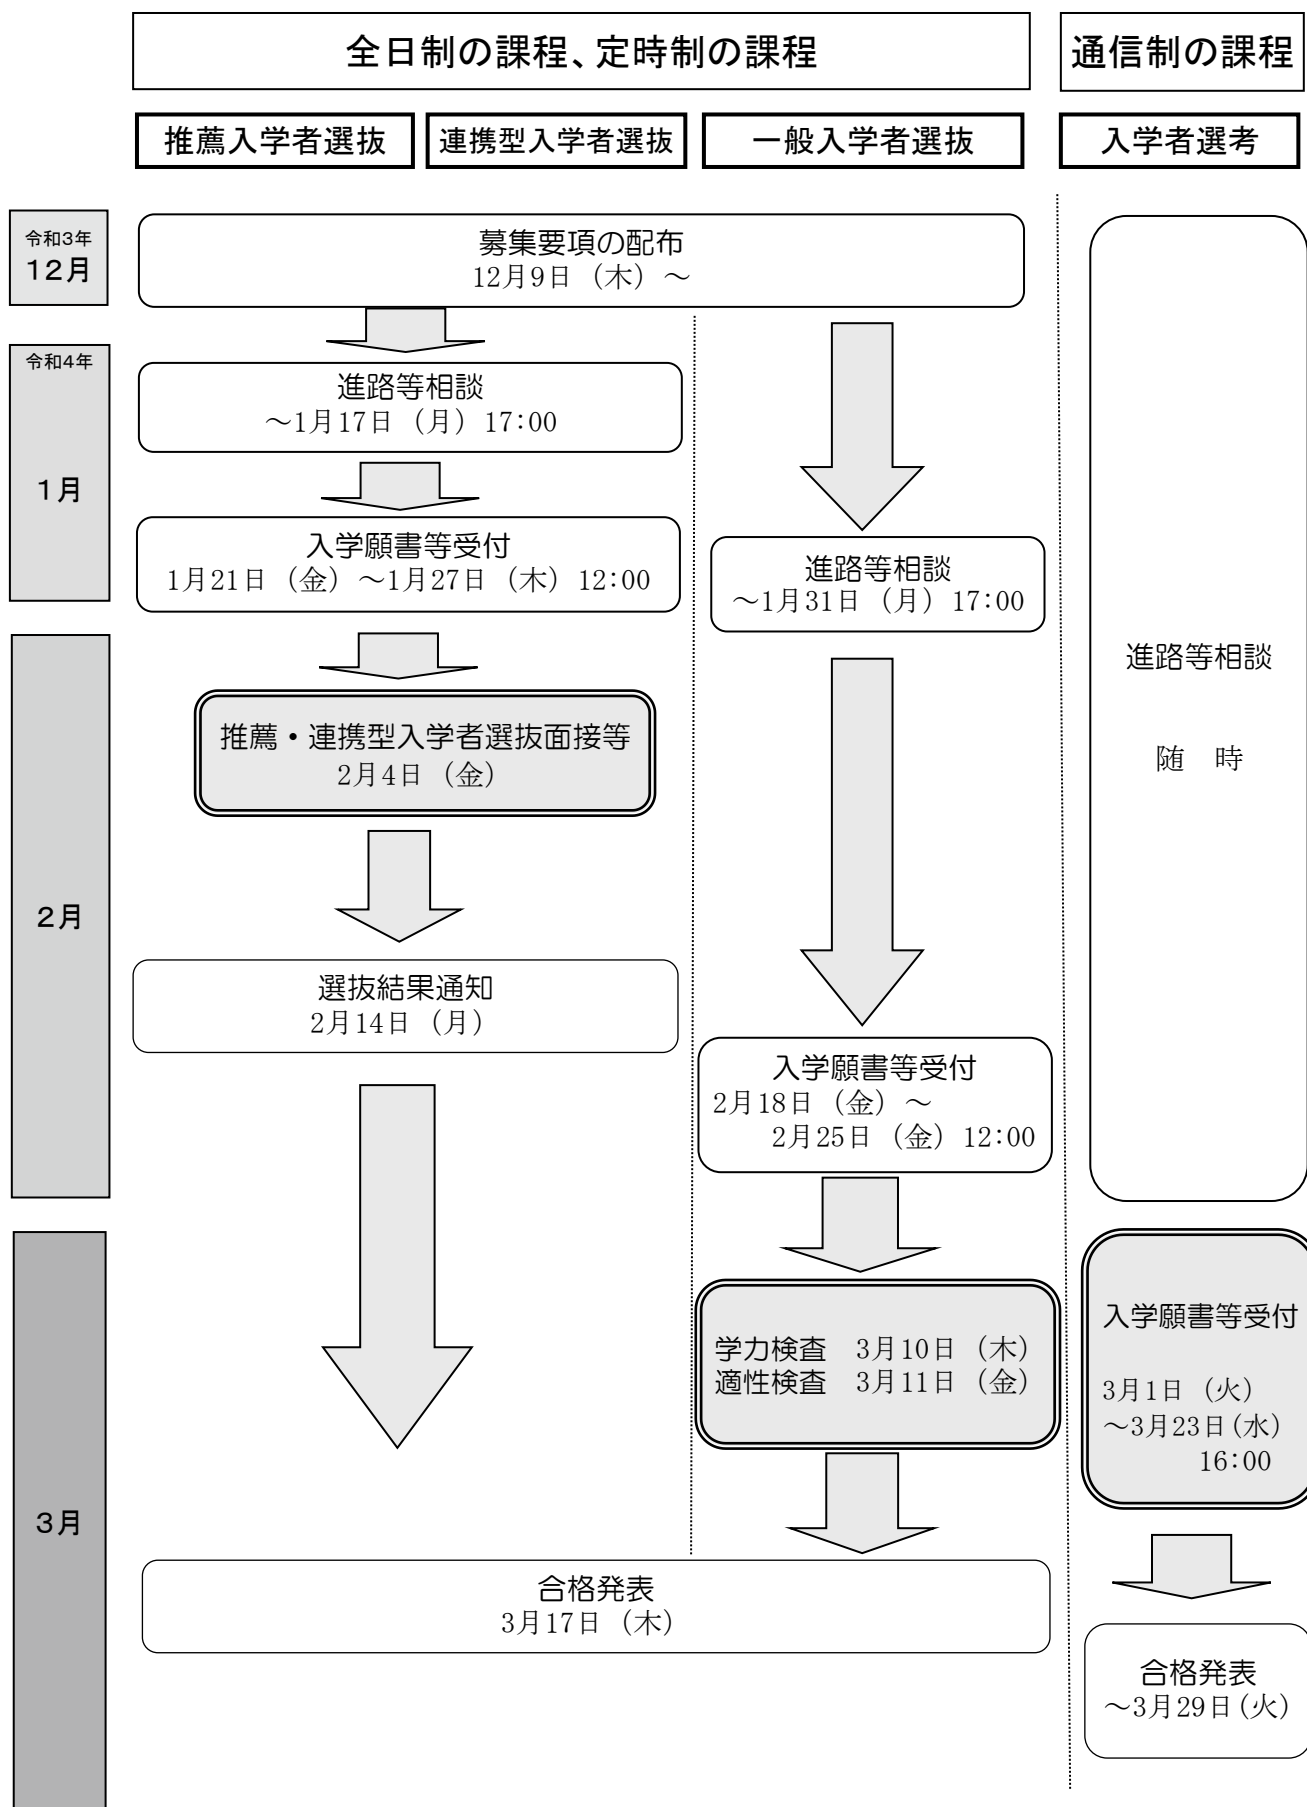 全日制の課程、定時制の課程
通信制の課程
推薦入学者選抜
連携型入学者選抜
一般入学者選抜
入学者選考
令和3年
12月
募集要項の配布
12月9日（木）～
令和4年
1月
進路等相談
～1月17日（月）17:00
入学願書等受付
1月21日（金）～1月27日（木）12:00
進路等相談
～1月31日（月）17:00
進路等相談
随　時
2月
推薦・連携型入学者選抜面接等
2月4日（金）
選抜結果通知
2月14日（月）
入学願書等受付
2月18日（金）～
2月25日（金）12:00
3月
学力検査　3月10日（木）
適性検査　3月11日（金）
入学願書等受付
3月1日（火）
～3月23日(水)
16:00
合格発表
3月17日（木）
合格発表
～3月29日(火)